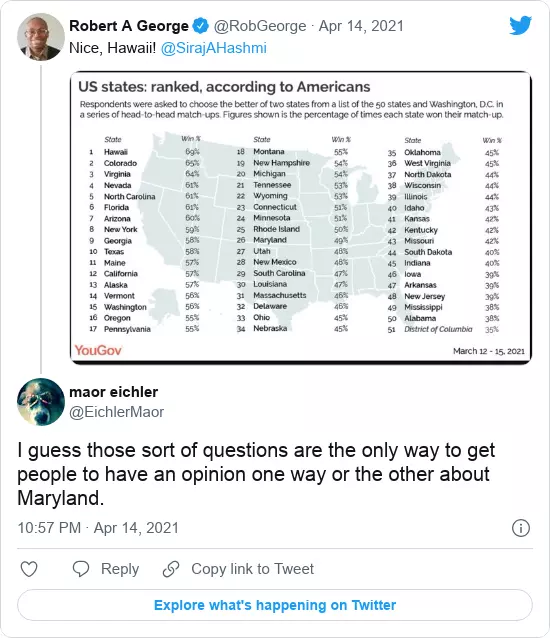 Robert A George @RobGeorge · Apr 14, 2021
Nice, Hawaii! @SirajAHashmi
US states: ranked, according to Americans
Respondents were asked to choose the better of two states from a list of the 50 states and Washington, D.C. in
a series of head-to-head match-ups. Figures shown is the percentage of times each state won their match-up.
State Win %
1 Hawaii 69%
2 Colorado 65%
3 Virginia 64%
4 Nevada 61%
5 North Carolina 61%
6 Florida 61%
7 Arizona 60%
8 New York 59%
9 Georgia 58%
10 Texas 58%
11 Maine 57%
12 California 57%
13 Alaska 57%
14 Vermont 56%
15 Washington 56%
16 Oregon 55%
17 Pennsylvania 55%
State Win %
18 Montana 55%
19 New Hampshire 54%
20 Michigan 54%
21 Tennessee 53%
22 Wyoming 53%
23 Connecticut 51%
24 Minnesota 51%
25 Rhode Island 50%
26 Maryland 49%
27 Utah 48%
28 New Mexico 48%
29 South Carolina 47%
30 Louisiana 47%
31 Massachusetts 46%
32 Delaware 46%
33 Ohio 45%
34 Nebraska 45%
State Win %
35 Oklahoma 45%
36 West Virginia 45%
37 North Dakota 44%
38 Wisconsin 44%
39 Illinois 44%
40 Idaho 43%
41 Kansas 42%
42 Kentucky 42%
43 Missouri 42%
44 South Dakota 40%
45 Indiana 40%
46 Iowa 39%
47 Arkansas 39%
48 New Jersey 39%
49 Mississippi 38%
50 Alabama 38%
51 District of Columbia 35%
YouGov March 12 - 15, 2021
maor eichler
@EichlerMaor
I guess those sort of questions are the only way to get
people to have an opinion one way or the other about
Maryland.
10:57 PM · Apr 14, 2021
Reply Copy link to Tweet
Explore what's happening on Twitter